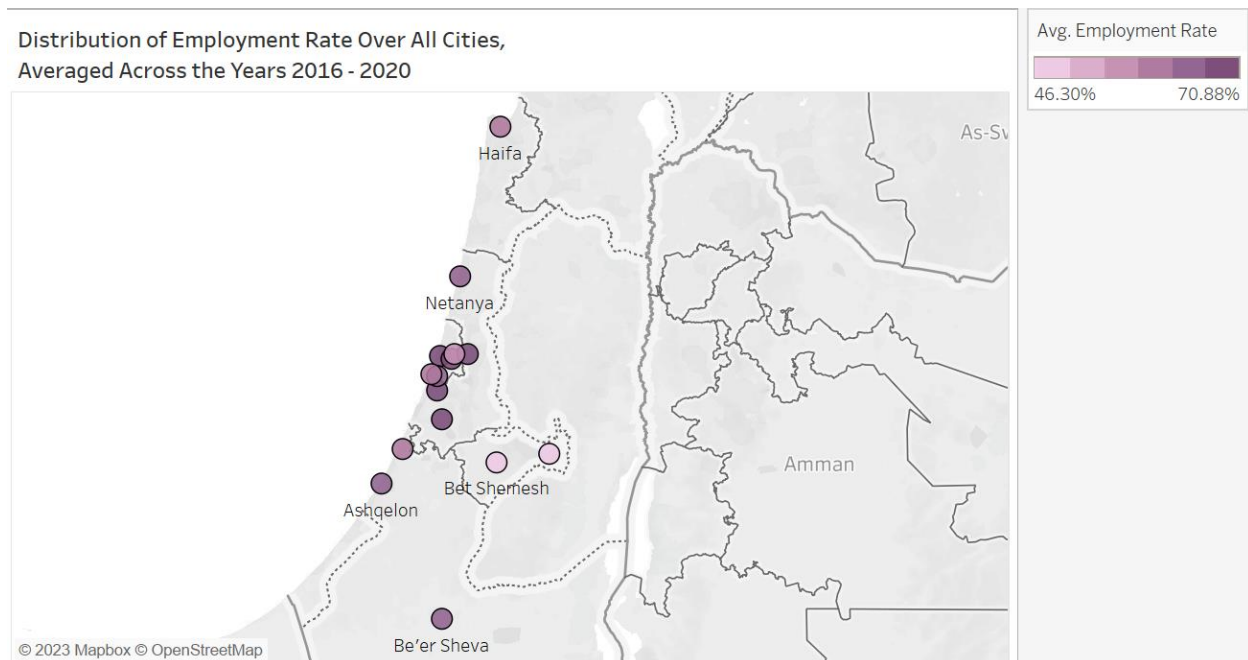 Distribution of Employment Rate Over All Cities,
Averaged Across the Years 2016 - 2020
Avg. Employment Rate
46.30% 70.88%
As-Sv
Haifa
Netanya
Bet Shemesh
Amman
Ashqelon
Be'er Sheva
© 2023 Mapbox © OpenStreetMap